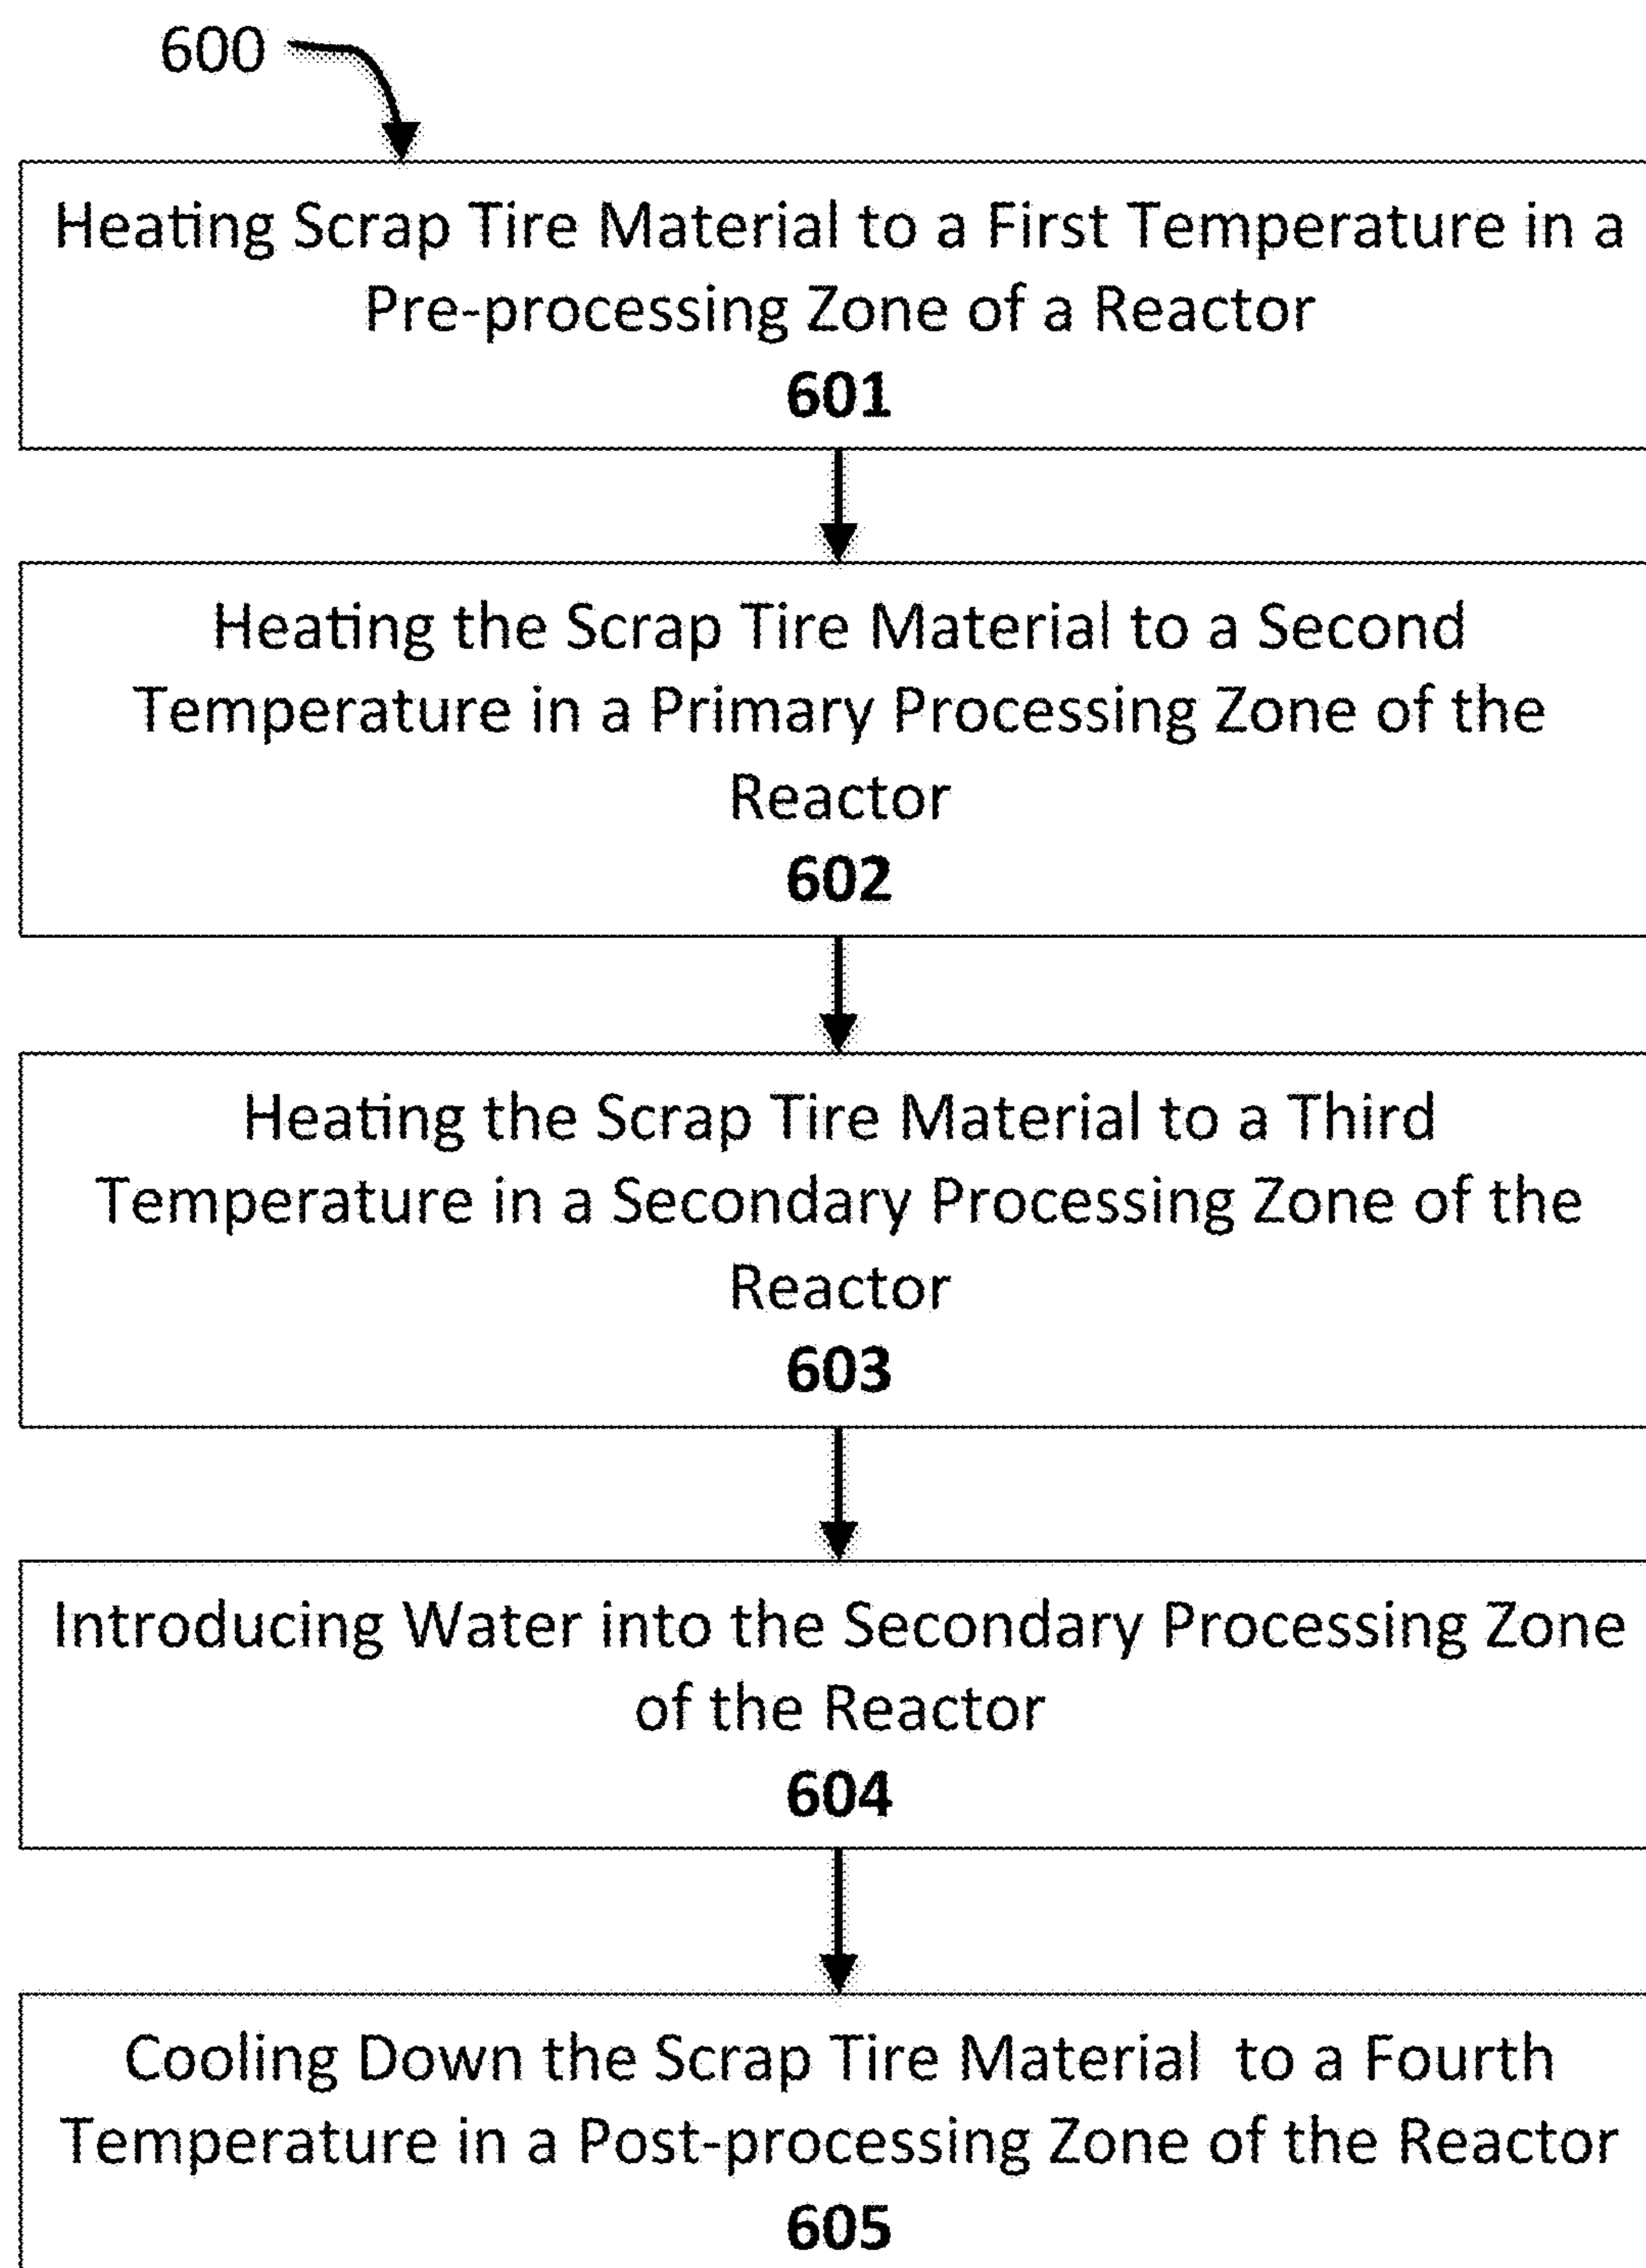 600
Heating Scrap Tire Material to a First Temperature in a
Pre-processing Zone of a Reactor
601
Heating the Scrap Tire Material to a Second
Temperature in a Primary Processing Zone of the
Reactor
602
Heating the Scrap Tire Material to a Third
Temperature in a Secondary Processing Zone of the
Reactor
603
Introducing Water into the Secondary Processing Zone
of the Reactor
604
Cooling Down the Scrap Tire Material to a Fourth
Temperature in a Post-processing Zone of the Reactor
605